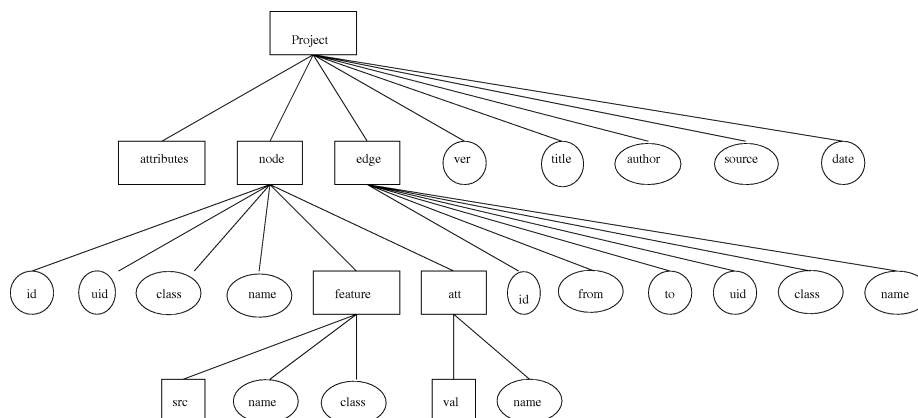 Project
attributes node edge ver title author source date
id uid class name feature att id from to uid class name
src name class val name